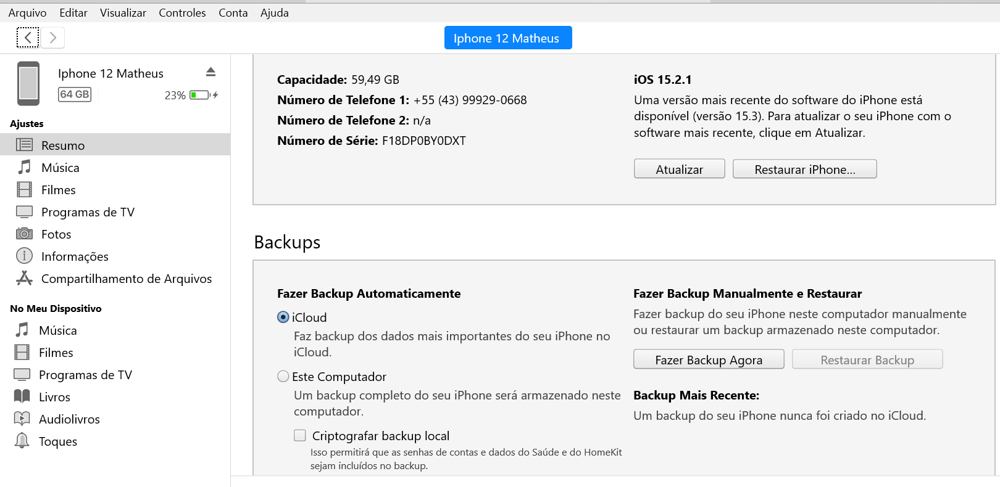 Arquivo Editar Visualizar Controles Conta Ajuda
Iphone 12 Matheus
Iphone 12 Matheus
64 GB
23%
Ajustes
Resumo
Música
Filmes
Programas de TV
Fotos
Informações
Compartilhamento de Arquivos
No Meu Dispositivo
Música
Filmes
Programas de TV
Livros
Audiolivros
Toques
Capacidade: 59,49 GB
Número de Telefone 1: +55 (43) 99929-0668
Número de Telefone 2: n/a
Número de Série: F18DP0BY0DXT
iOS 15.2.1
Uma versão mais recente do software do iPhone está
disponível (versão 15.3). Para atualizar o seu iPhone com o
software mais recente, clique em Atualizar.
Atualizar
Restaurar iPhone...
Backups
Fazer Backup Automaticamente
iCloud
Faz backup dos dados mais importantes do seu iPhone no
iCloud.
Este Computador
Um backup completo do seu iPhone será armazenado neste
computador.
Criptografar backup local
Isso permitirá que as senhas de contas e dados do Saúde e do HomeKit
sejam incluídos no backup.
Fazer Backup Manualmente e Restaurar
Fazer backup do seu iPhone neste computador manualmente
ou restaurar um backup armazenado neste computador.
Fazer Backup Agora
Restaurar Backup
Backup Mais Recente:
Um backup do seu iPhone nunca foi criado no iCloud.